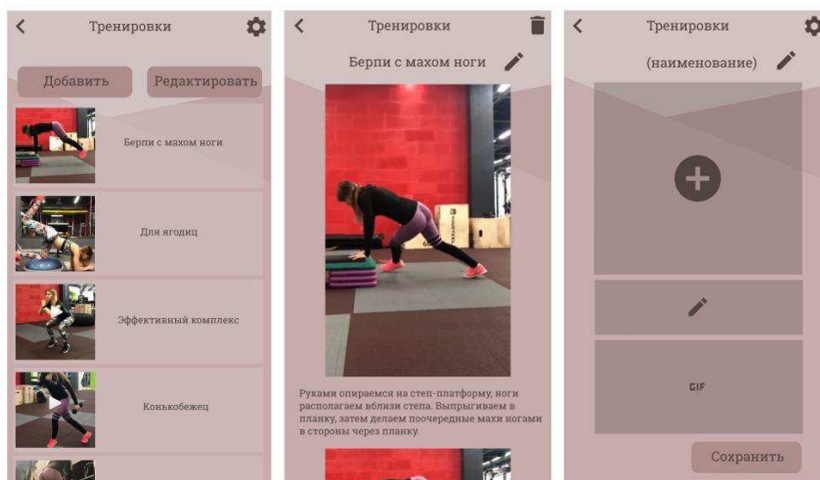 Тренировки
Добавить
Редактировать
Берпи с махом ноги
Для ягодиц
Эффективный комплекс
Конькобежец
Тренировки
Берпи с махом ноги
Руками опираемся на степ-платформу, ноги
располагаем вблизи степа. Выпрыгиваем в
планку, затем делаем поочередные махи ногами
в стороны через планку.
Тренировки
(наименование)
GIF
Сохранить